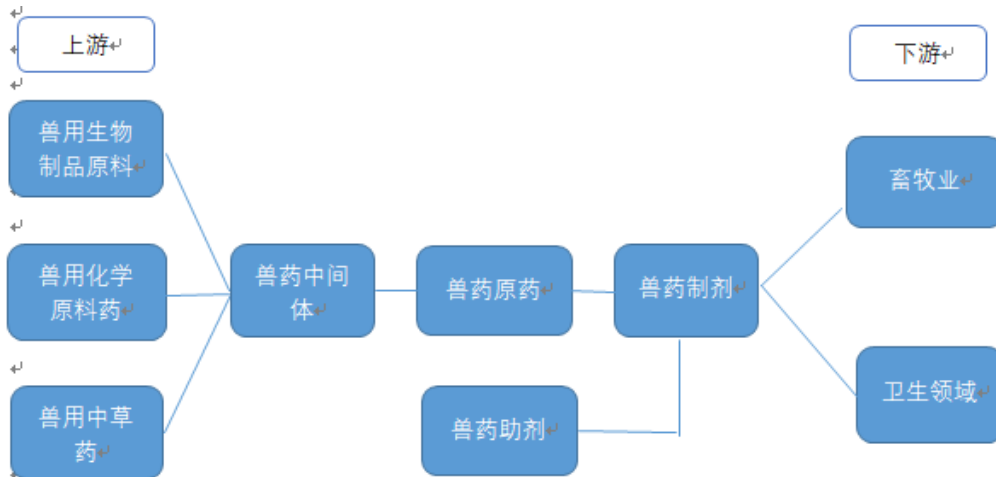 上游
下游
兽用生物
制品原料
畜牧业
兽用化学
原料药
兽药中间
体
兽药原药
兽药制剂
兽用中草
药
兽药助剂
卫生领域